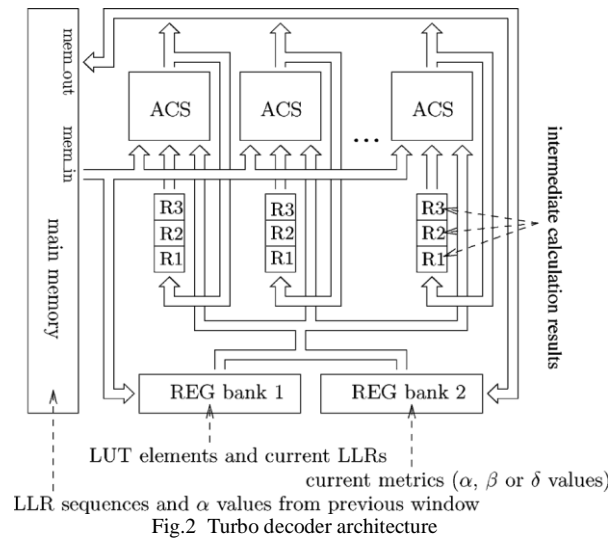 mem_out
mem_in
main memory
ACS
ACS
ACS
...
R3
R2
R1
R3
R2
R1
R3
R2
R1
intermediate calculation results
REG bank 1
REG bank 2
LUT elements and current LLRs
current metrics (α, β or δ values)
LLR sequences and α values from previous window
Fig.2 Turbo decoder architecture